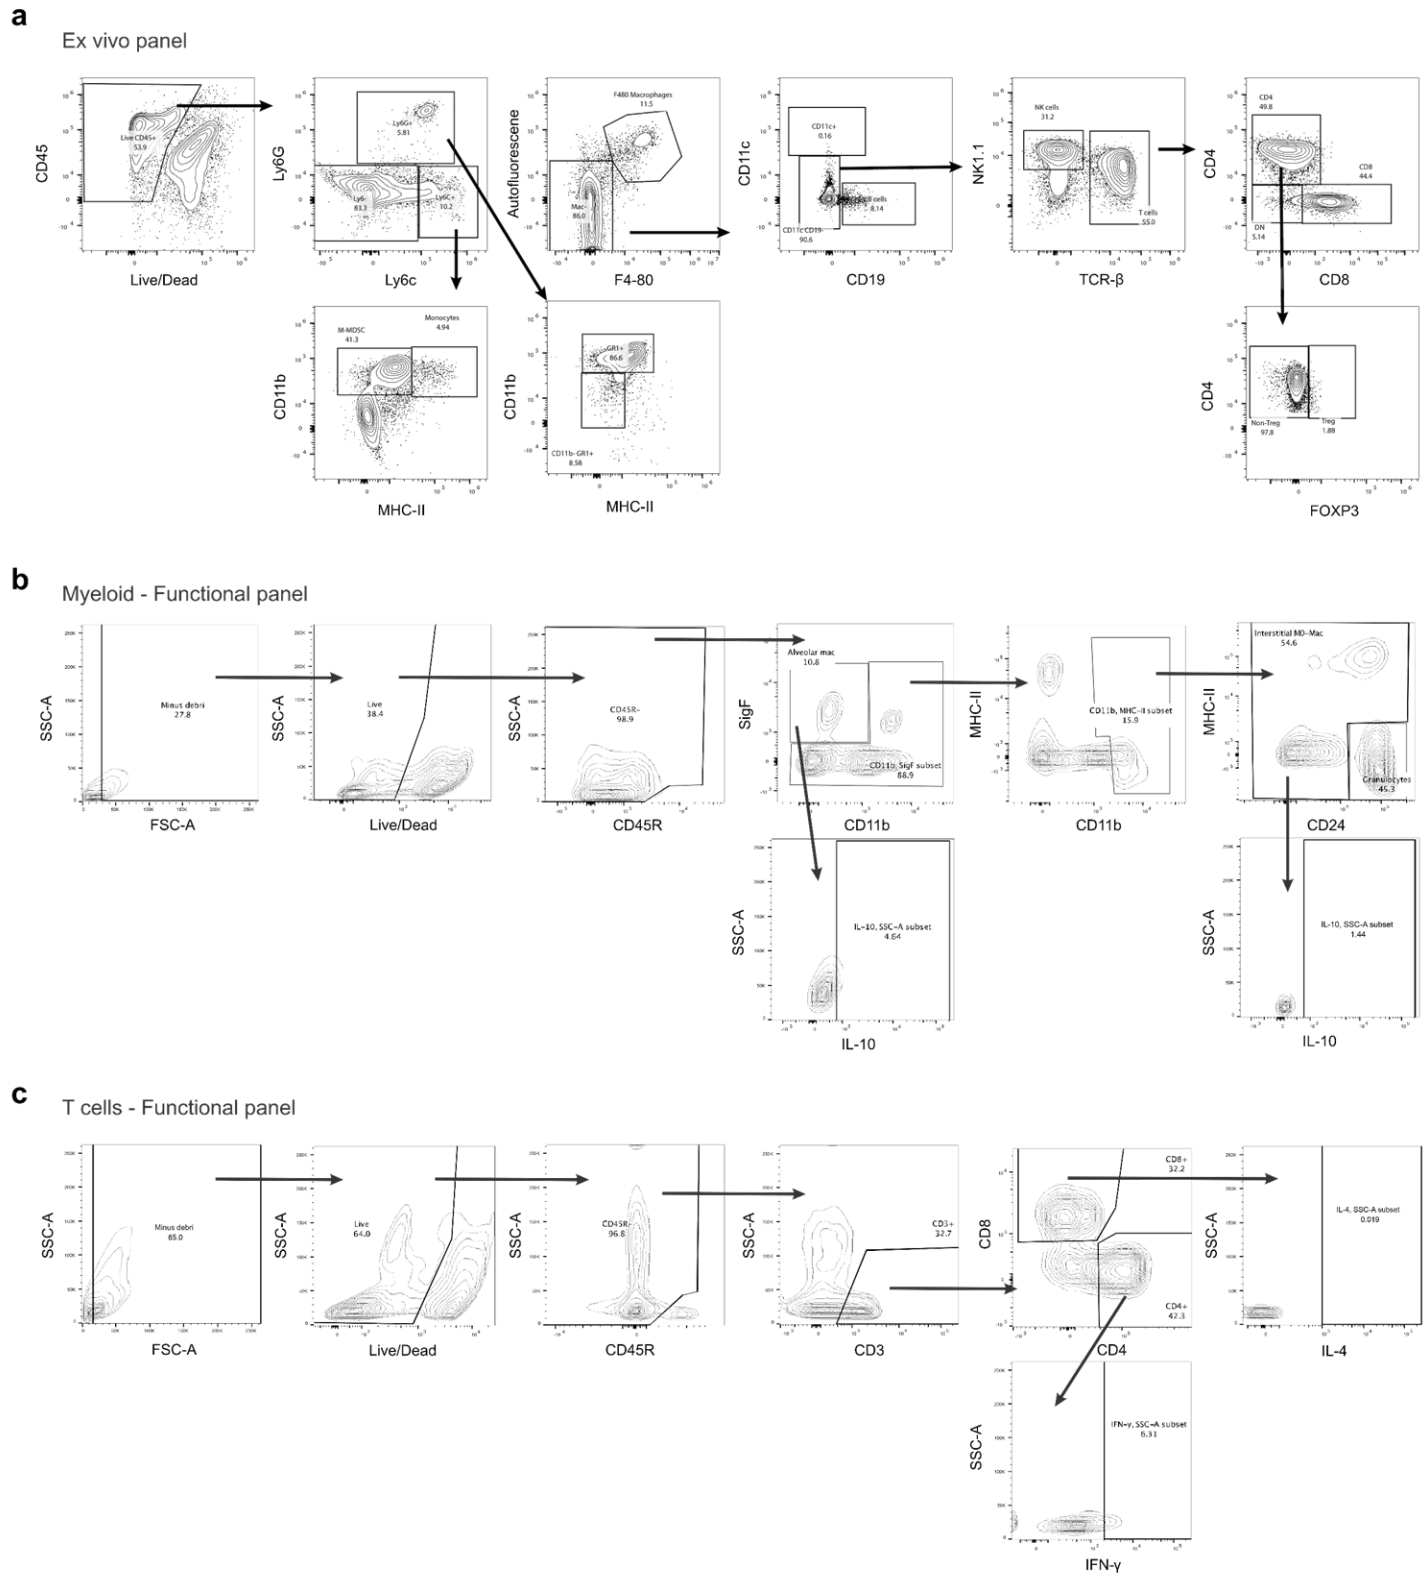 a
Ex vivo panel
CD45
Live CD45+
53.9
Live/Dead
Ly6G
Ly6G+
5.81
Ly6-
83.3
Ly6C+
10.2
Ly6c
Autofluorescene
F480 Macrophages
11.5
Mac-
86.0
F4-80
CD11c
CD11c+
0.16
B cells
8.14
CD11c CD19-
90.6
CD19
NK1.1
NK cells
31.2
T cells
55.0
TCR-β
CD4
CD4
49.8
CD8
44.4
DN
5.14
CD8
CD11b
M-MDSC
41.3
Monocytes
4.94
MHC-II
CD11b
GR1+
86.6
CD11b- GR1+
8.58
MHC-II
CD4
Non-Treg
97.8
Treg
1.88
FOXP3
b
Myeloid - Functional panel
SSC-A
Minus debri
27.8
FSC-A
SSC-A
Live
38.4
Live/Dead
SSC-A
CD45R-
98.9
CD45R
SigF
Alveolar mac
10.8
CD11b, SigF subset
88.9
CD11b
MHC-II
CD11b, MHC-II subset
15.9
CD11b
MHC-II
Interstitial MO-Mac
54.6
Granulocytes
45.3
CD24
SSC-A
IL-10, SSC-A subset
4.64
IL-10
SSC-A
IL-10, SSC-A subset
1.44
IL-10
c
T cells - Functional panel
SSC-A
Minus debri
65.0
FSC-A
SSC-A
Live
64.0
Live/Dead
SSC-A
CD45R
96.8
CD45R
SSC-A
CD3+
32.7
CD3
CD8
CD8+
32.2
CD4+
42.3
CD4
SSC-A
IL-4, SSC-A subset
0.019
IL-4
SSC-A
IFN-γ, SSC-A subset
6.31
IFN-γ